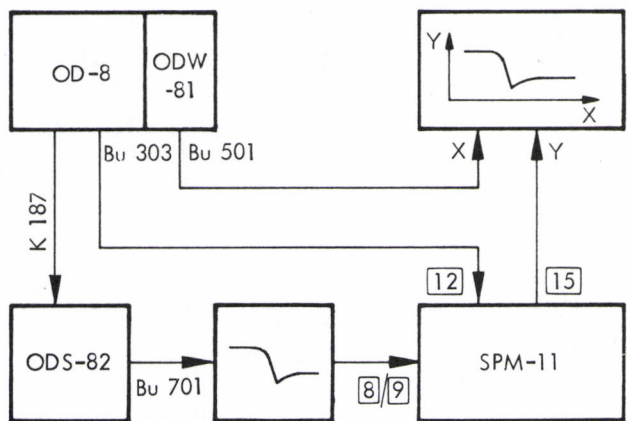 OD-8
ODW
-81
Y
X
Bu 303
Bu 501
X
Y
K 187
12
15
ODS-82
SPM-11
Bu 701
8/9